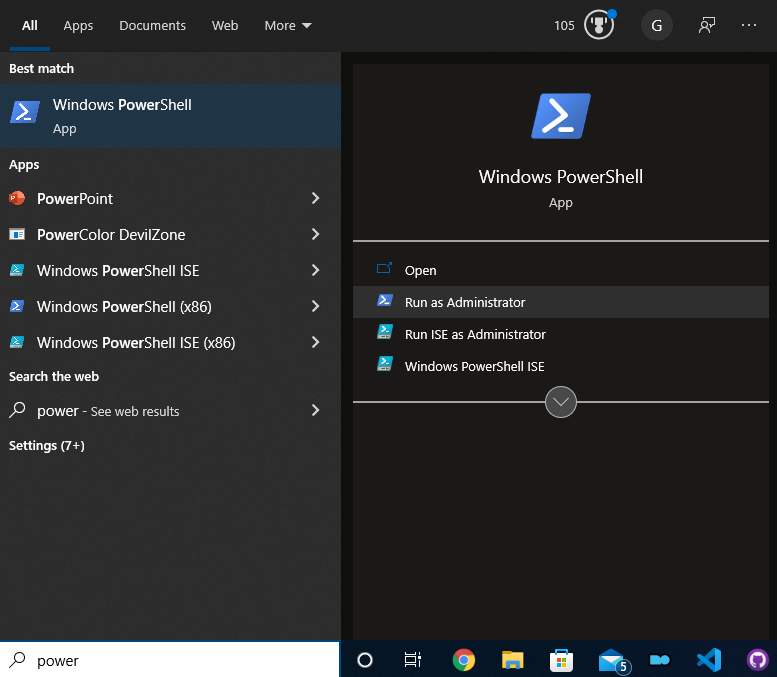 All Apps Documents Web More 105 G
Best match
Windows PowerShell
App
Apps
PowerPoint
PowerColor DevilZone
Windows PowerShell ISE
Windows PowerShell (x86)
Windows PowerShell ISE (x86)
Search the web
power - See web results
Settings (7+)
Windows PowerShell
App
Open
Run as Administrator
Run ISE as Administrator
Windows PowerShell ISE
power
5